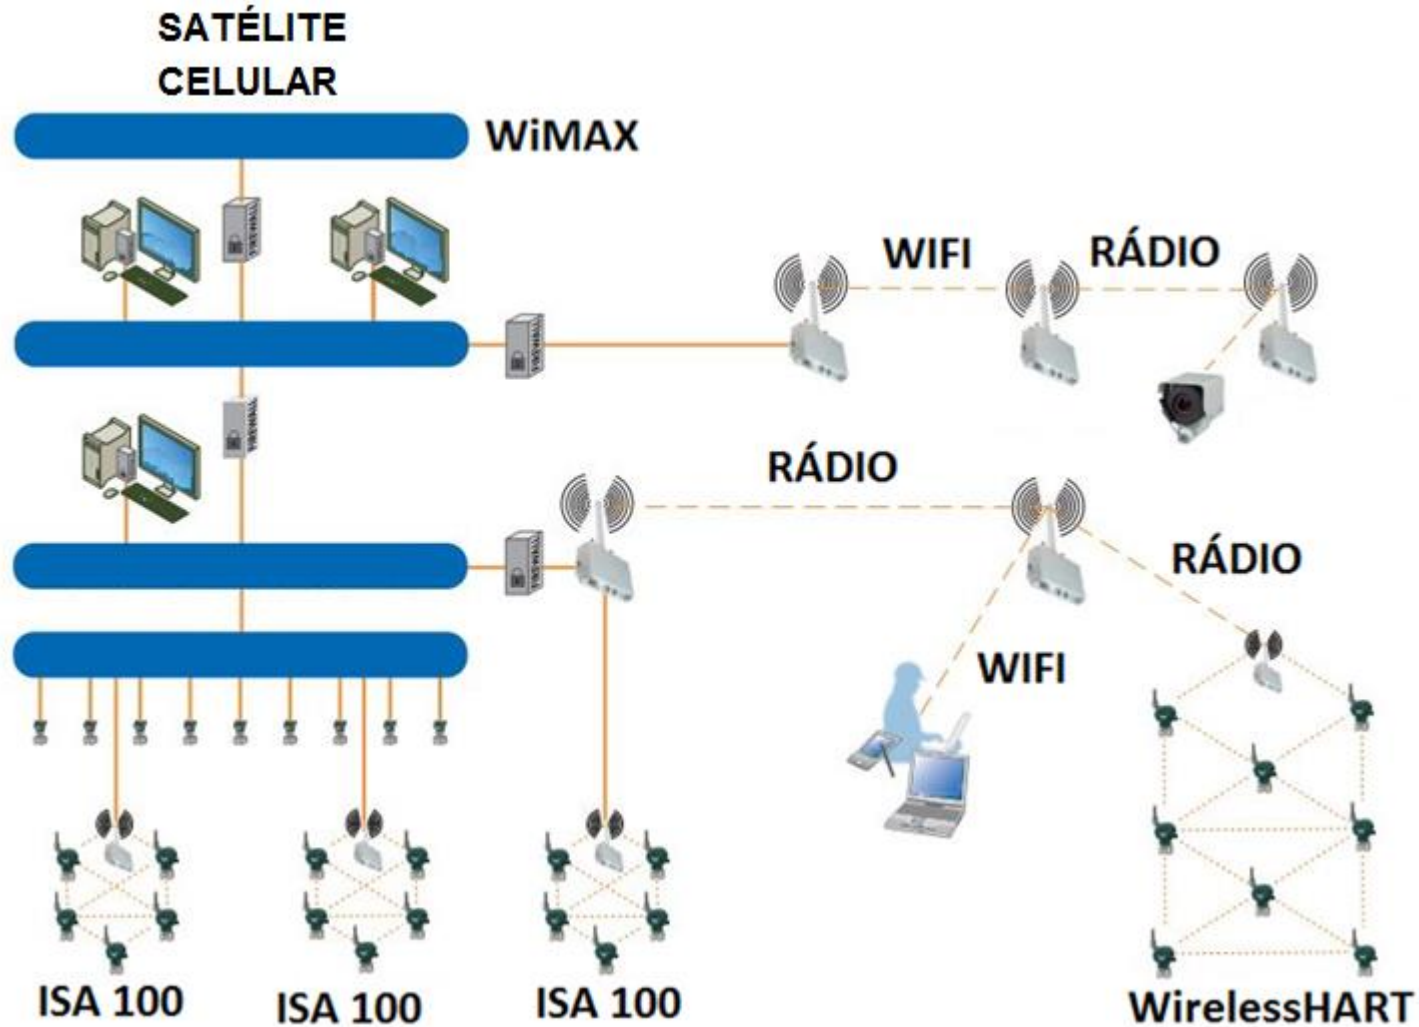 SATÉLITE
CELULAR
WiMAX
WIFI
RÁDIO
RÁDIO
RÁDIO
WIFI
ISA 100
ISA 100
ISA 100
WirelessHART